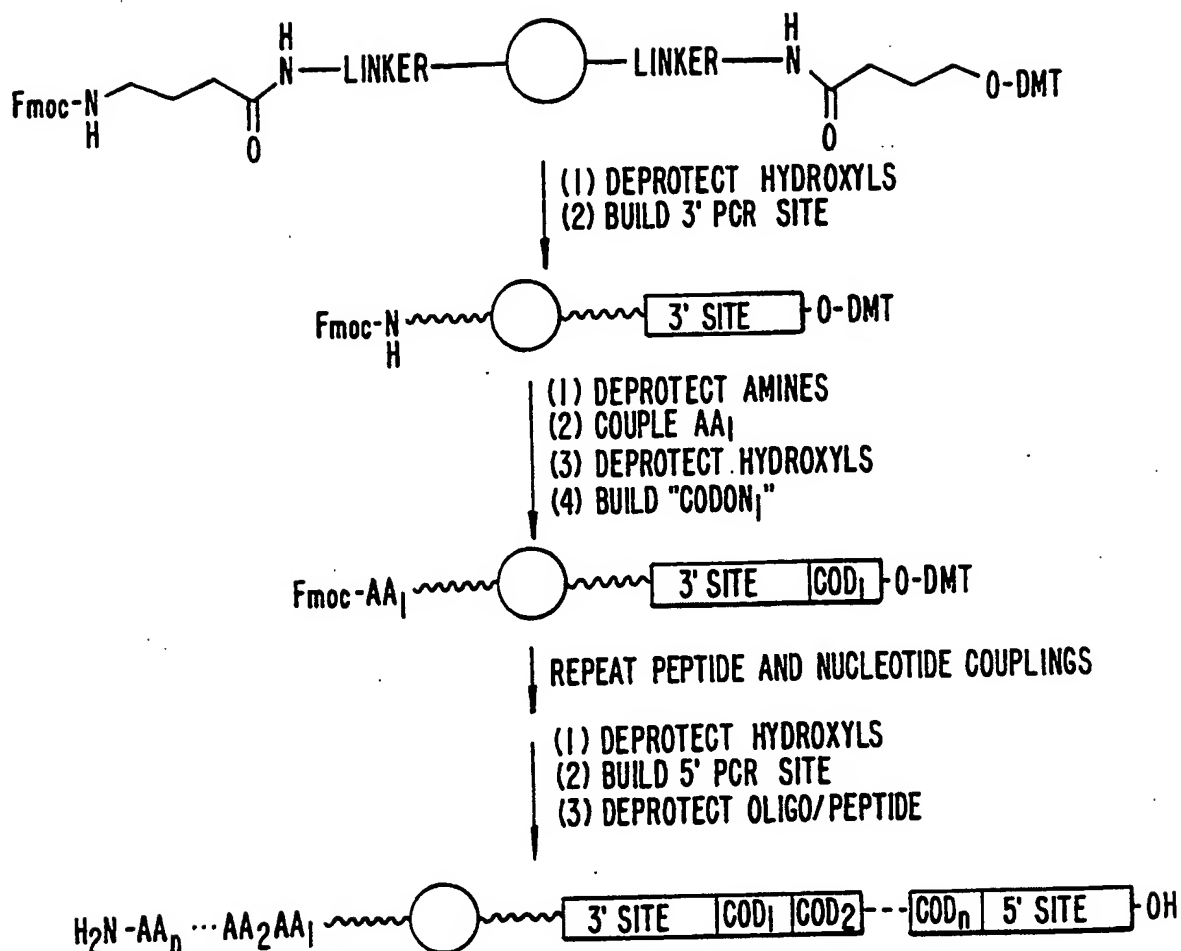 H H
N—LINKER— —LINKER—N
Fmoc-N O-DMT
H O O
(1) DEPROTECT HYDROXYLS
(2) BUILD 3' PCR SITE
Fmoc-N 3' SITE O-DMT
H
(1) DEPROTECT AMINES
(2) COUPLE AA₁
(3) DEPROTECT HYDROXYLS
(4) BUILD "CODON₁"
Fmoc-AA₁ 3' SITE COD₁ O-DMT
REPEAT PEPTIDE AND NUCLEOTIDE COUPLINGS
(1) DEPROTECT HYDROXYLS
(2) BUILD 5' PCR SITE
(3) DEPROTECT OLIGO/PEPTIDE
H₂N-AAₙ ··· AA₂AA₁ 3' SITE COD₁ COD₂ --- CODₙ 5' SITE OH